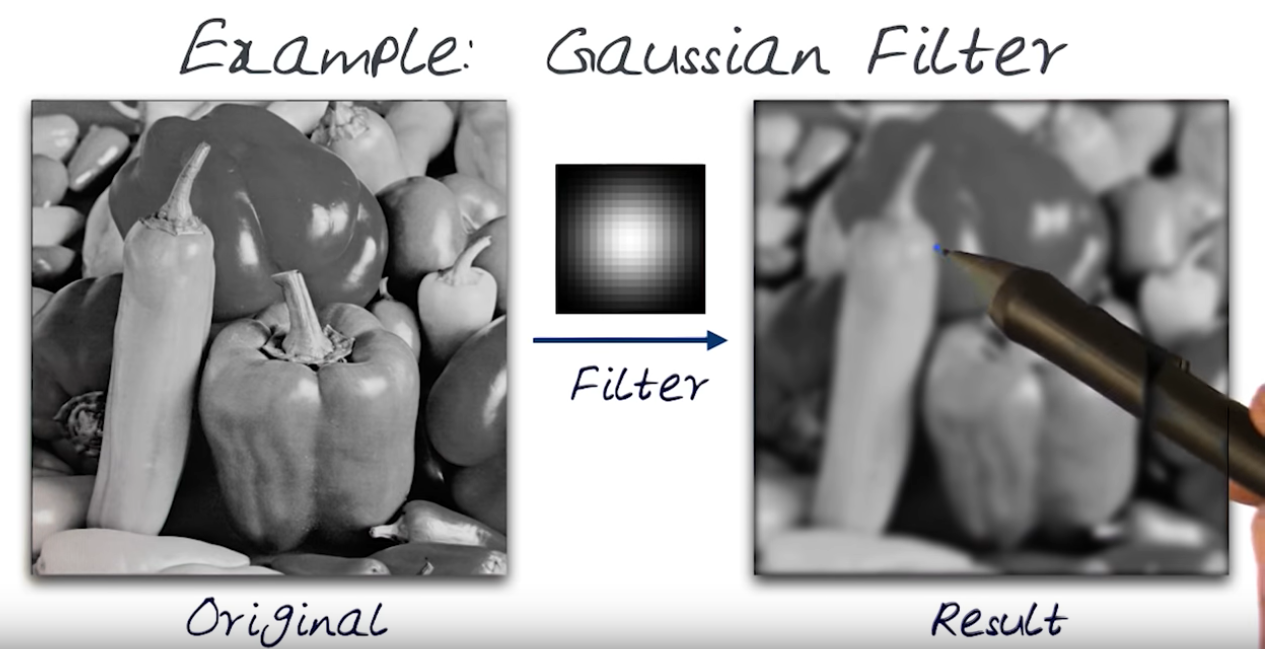 Example: Gaussian Filter
Filter
Original
Result